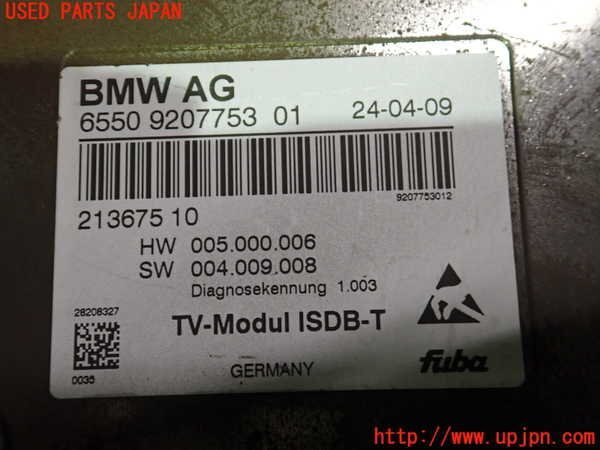 USED PARTS JAPAN
BMW AG
6550 9207753 01 24-04-09
9207753012
213675 10
HW 005.000.006
SW 004.009.008
Diagnosekennung 1.003
28208327
TV-Modul ISDB-T
0035
GERMANY
fuba
http://www.upjpn.com/